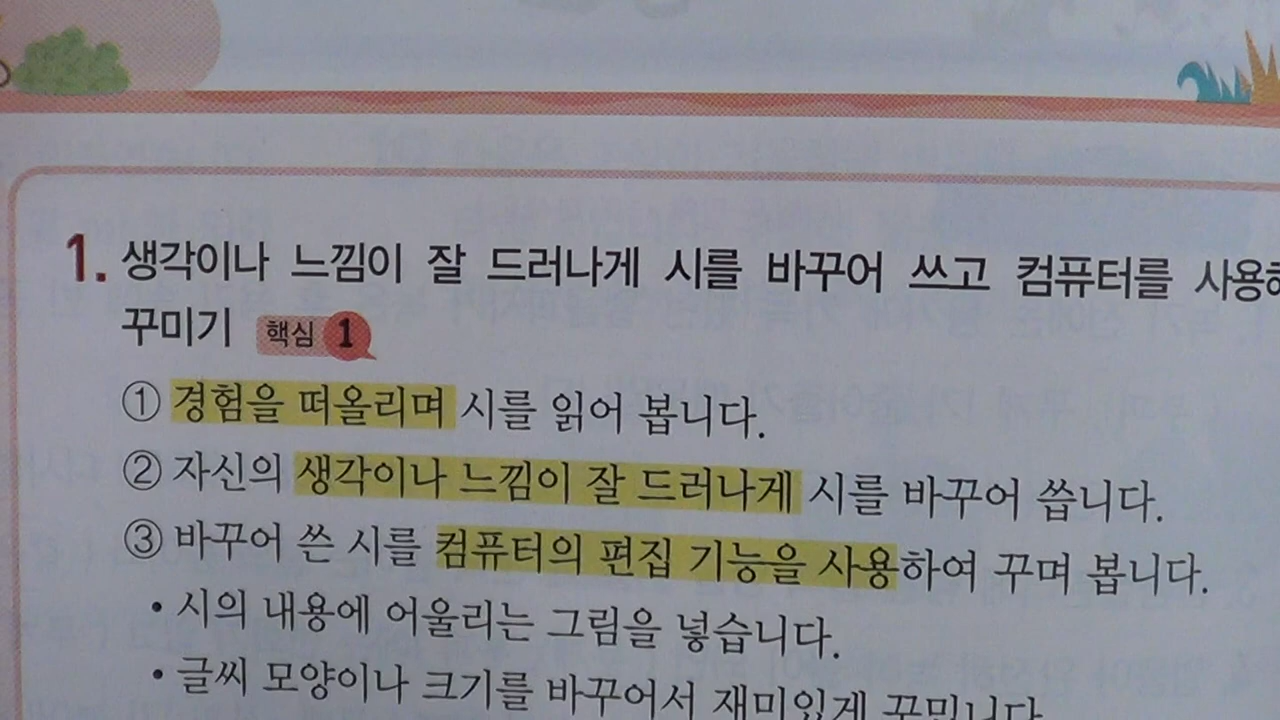 1. 생각이나 느낌이 잘 드러나게 시를 바꾸어 쓰고 컴퓨터를 사용하
꾸미기 핵심 1
① 경험을 떠올리며 시를 읽어 봅니다.
② 자신의 생각이나 느낌이 잘 드러나게 시를 바꾸어 씁니다.
③ 바꾸어 쓴 시를 컴퓨터의 편집 기능을 사용하여 꾸며 봅니다.
• 시의 내용에 어울리는 그림을 넣습니다.
• 글씨 모양이나 크기를 바꾸어서 재미있게 꾸밉니다